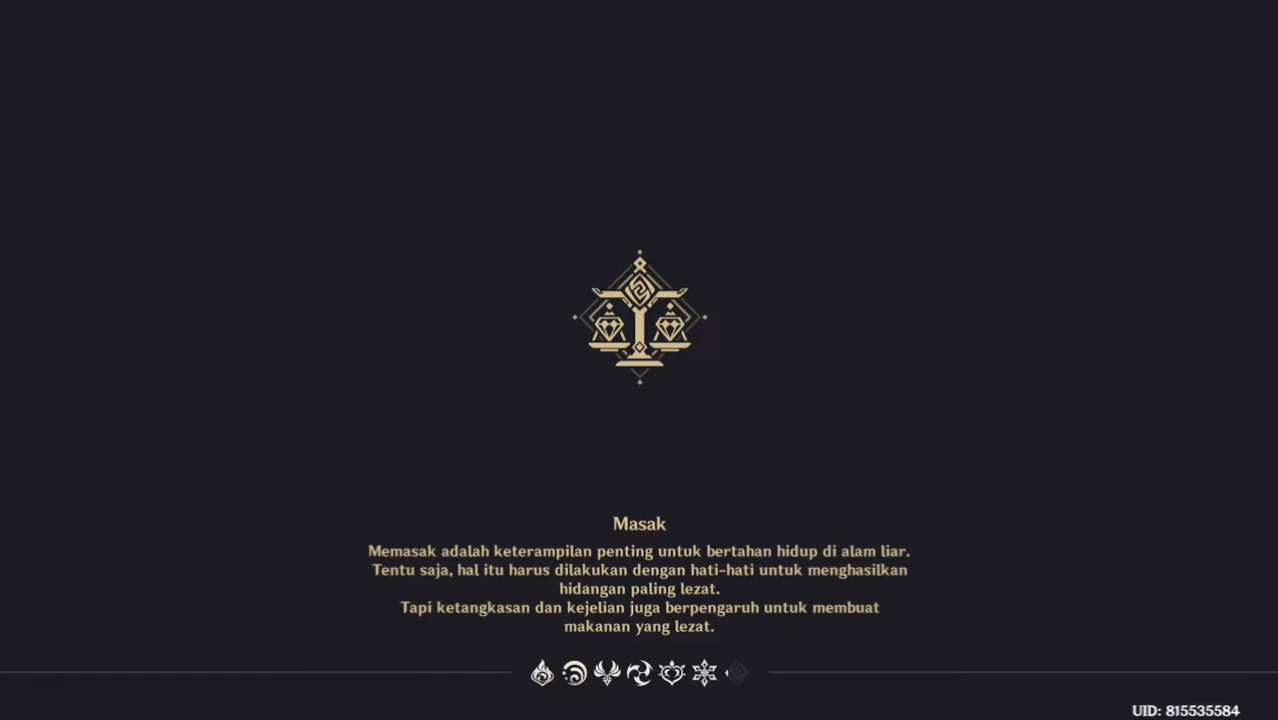 Masak
Memasak adalah keterampilan penting untuk bertahan hidup di alam liar.
Tentu saja, hal itu harus dilakukan dengan hati-hati untuk menghasilkan
hidangan paling lezat.
Tapi ketangkasan dan kejelian juga berpengaruh untuk membuat
makanan yang lezat.
UID: 815535584